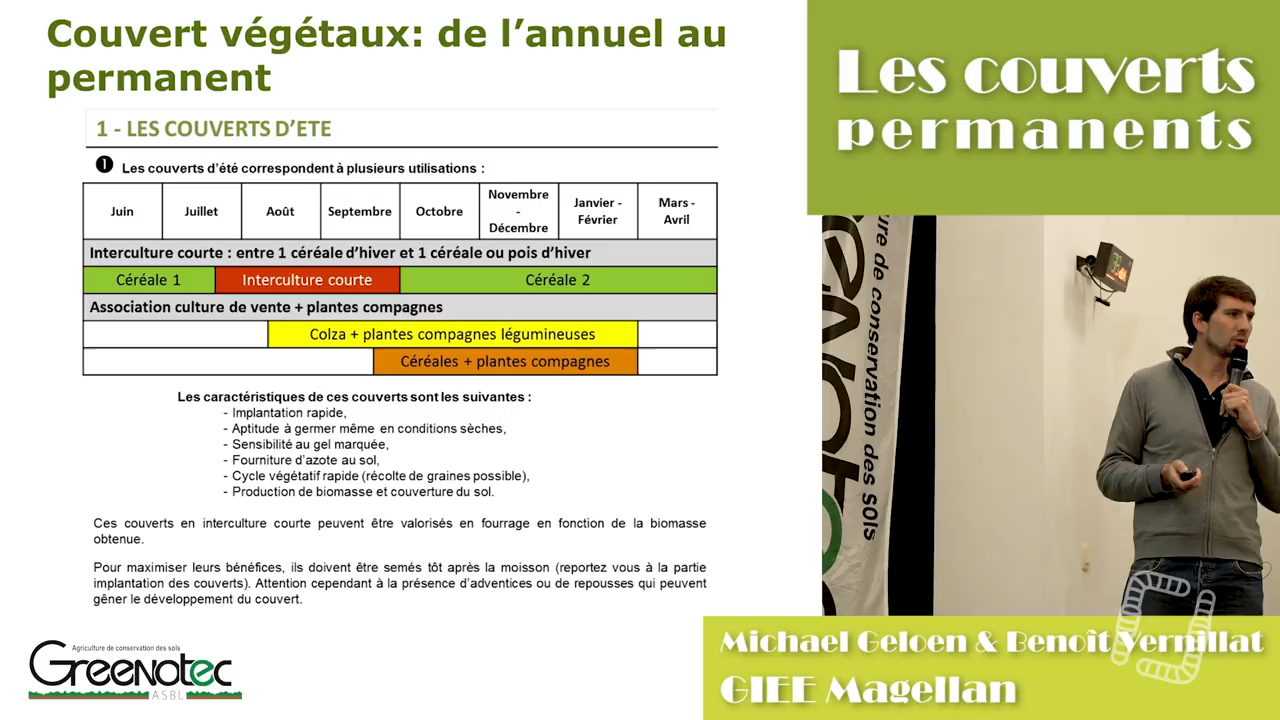 Couvert végétaux: de l’annuel au
permanent
1 - LES COUVERTS D’ETE
❶ Les couverts d’été correspondent à plusieurs utilisations :
Juin Juillet Août Septembre Octobre Novembre - Décembre Janvier - Février Mars - Avril
Interculture courte : entre 1 céréale d’hiver et 1 céréale ou pois d’hiver
Céréale 1 Interculture courte Céréale 2
Association culture de vente + plantes compagnes
Colza + plantes compagnes légumineuses
Céréales + plantes compagnes
Les caractéristiques de ces couverts sont les suivantes :
- Implantation rapide,
- Aptitude à germer même en conditions sèches,
- Sensibilité au gel marquée,
- Fourniture d’azote au sol,
- Cycle végétatif rapide (récolte de graines possible),
- Production de biomasse et couverture du sol.
Ces couverts en interculture courte peuvent être valorisés en fourrage en fonction de la biomasse
obtenue.
Pour maximiser leurs bénéfices, ils doivent être semés tôt après la moisson (reportez vous à la partie
implantation des couverts). Attention cependant à la présence d’adventices ou de repousses qui peuvent
gêner le développement du couvert.
Agriculture de conservation des sols
Greenotec
ASBL
Les couverts
permanents
ure de conservation des sols
Michael Geloen & Benoît Vernillat
GIEE Magellan